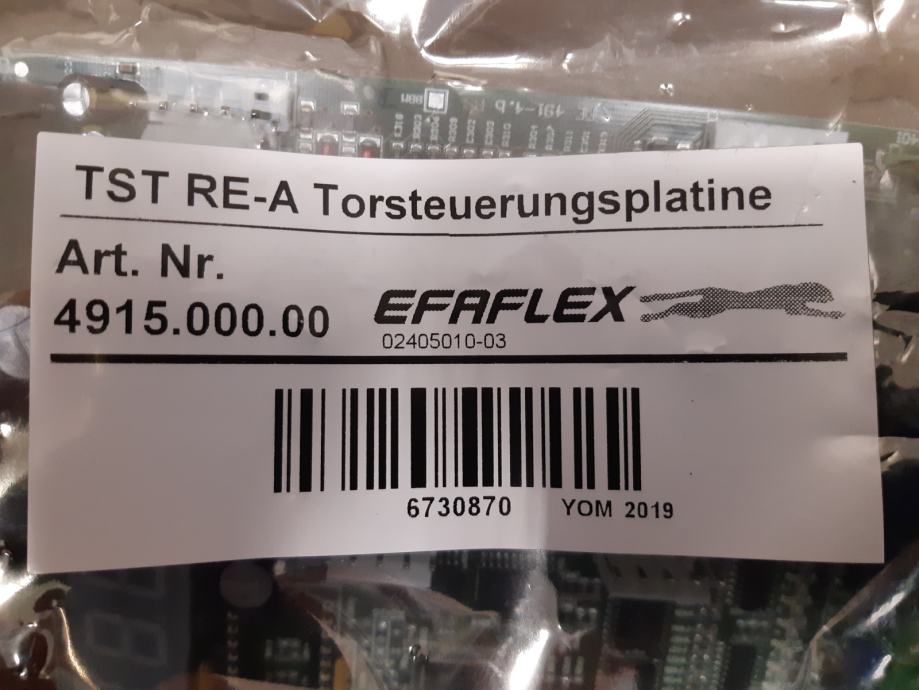 TST RE-A Torsteuerungsplatine
Art. Nr.
4915.000.00
EFAFLEX
02405010-03
6730870 YOM 2019